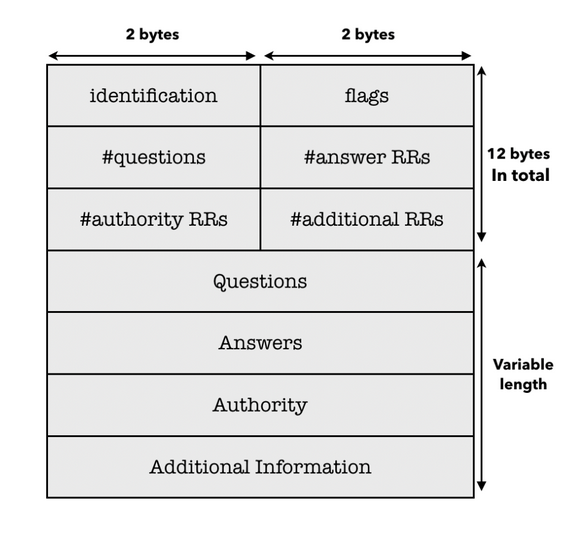 2 bytes
2 bytes
identification
flags
#questions
#answer RRs
12 bytes
In total
#authority RRs
#additional RRs
Questions
Answers
Variable
length
Authority
Additional Information